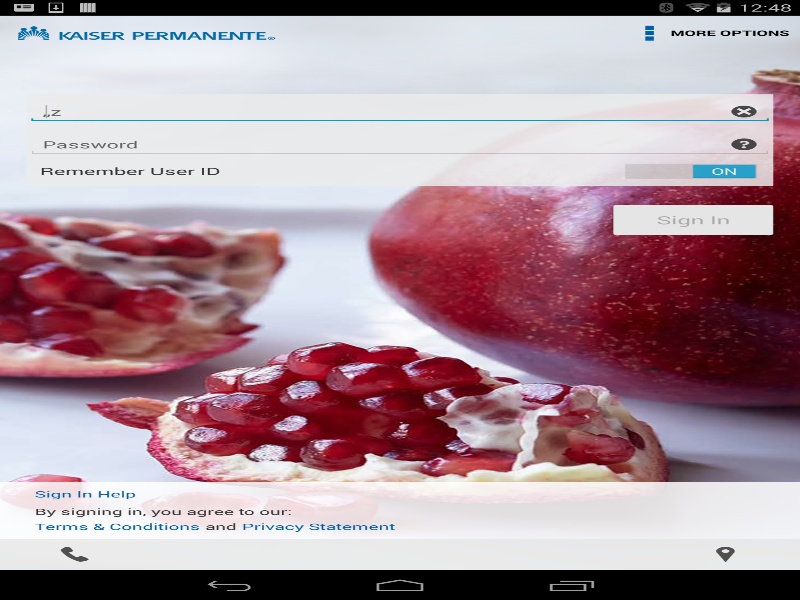 12:48
KAISER PERMANENTE®
MORE OPTIONS
.z
Password
?
Remember User ID
ON
Sign In
Sign In Help
By signing in, you agree to our:
Terms & Conditions and Privacy Statement